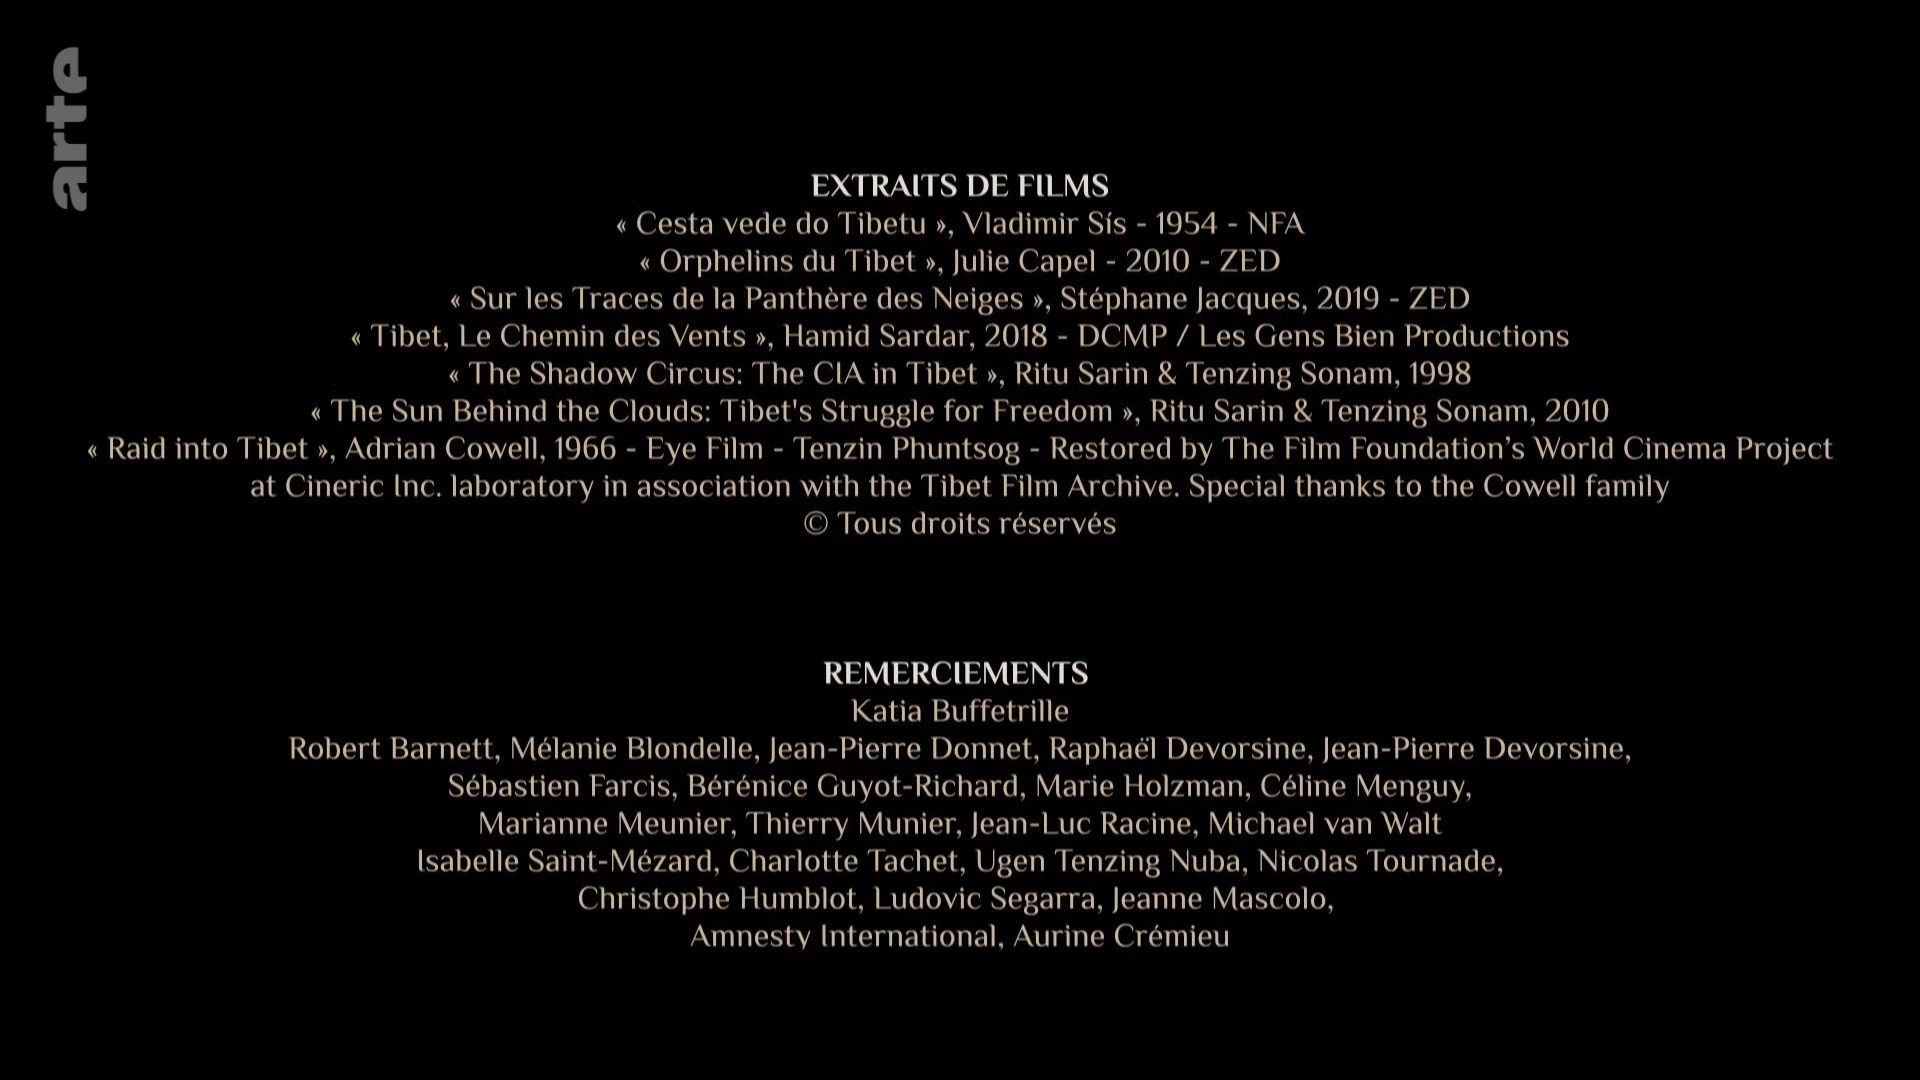 arte
EXTRAITS DE FILMS
« Cesta vede do Tibetu », Vladimir Sís - 1954 - NFA
« Orphelins du Tibet », Julie Capel - 2010 - ZED
« Sur les Traces de la Panthère des Neiges », Stéphane Jacques, 2019 - ZED
« Tibet, Le Chemin des Vents », Hamid Sardar, 2018 - DCMP / Les Gens Bien Productions
« The Shadow Circus: The CIA in Tibet », Ritu Sarin & Tenzing Sonam, 1998
« The Sun Behind the Clouds: Tibet's Struggle for Freedom », Ritu Sarin & Tenzing Sonam, 2010
« Raid into Tibet », Adrian Cowell, 1966 - Eye Film - Tenzin Phuntsog - Restored by The Film Foundation’s World Cinema Project
at Cineric Inc. laboratory in association with the Tibet Film Archive. Special thanks to the Cowell family
© Tous droits réservés
REMERCIEMENTS
Katia Buffetrille
Robert Barnett, Mélanie Blondelle, Jean-Pierre Donnet, Raphaël Devorsine, Jean-Pierre Devorsine,
Sébastien Farcis, Bérénice Guyot-Richard, Marie Holzman, Céline Menguy,
Marianne Meunier, Thierry Munier, Jean-Luc Racine, Michael van Walt
Isabelle Saint-Mézard, Charlotte Tachet, Ugen Tenzing Nuba, Nicolas Tournade,
Christophe Humblot, Ludovic Segarra, Jeanne Mascolo,
Amnesty International, Aurine Crémieu